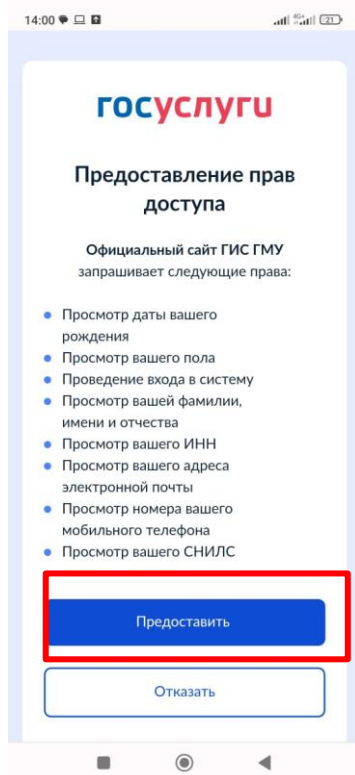 14:00
4G+
21
госуслуги
Предоставление прав
доступа
Официальный сайт ГИС ГМУ
запрашивает следующие права:
Просмотр даты вашего
рождения
Просмотр вашего пола
Проведение входа в систему
Просмотр вашей фамилии,
имени и отчества
Просмотр вашего ИНН
Просмотр вашего адреса
электронной почты
Просмотр номера вашего
мобильного телефона
Просмотр вашего СНИЛС
Предоставить
Отказать